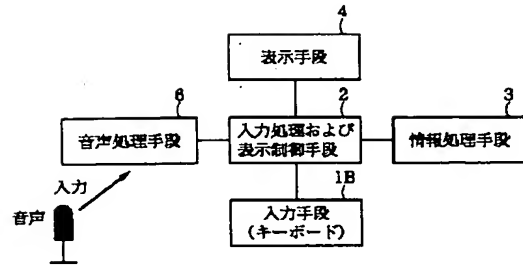 4
表示手段
6
2
3
音声処理手段
入力処理および
表示制御手段
情報処理手段
入力
1B
音声
入力手段
(キーボード)